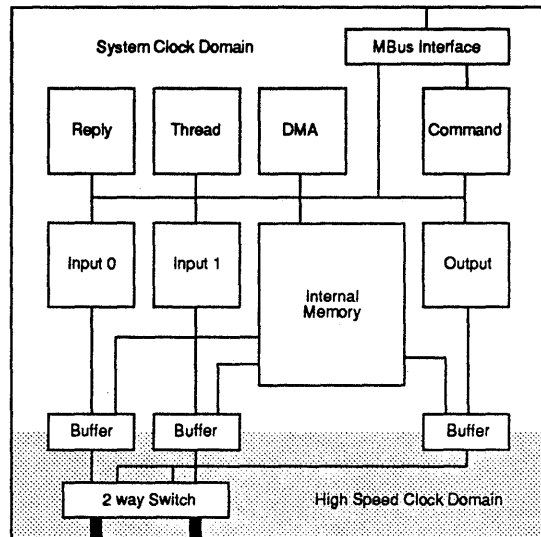 System Clock Domain
MBus Interface
Reply
Thread
DMA
Command
Input 0
Input 1
Internal
Memory
Output
Buffer
Buffer
Buffer
2 way Switch
High Speed Clock Domain